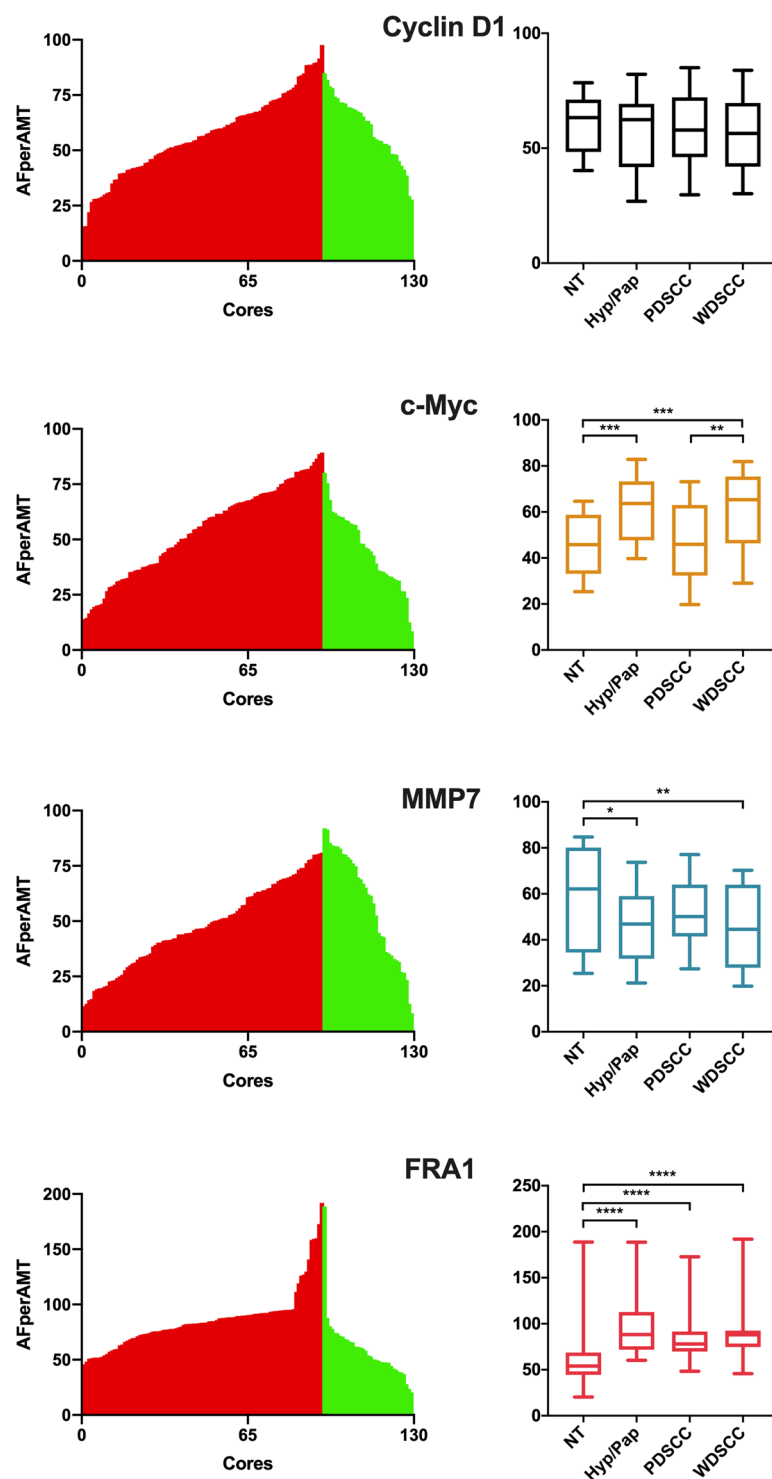 Cyclin D1
100
75
50
25
0
AFperAMT
0 65 130
Cores
100
50
0
NT Hyp/Pap PDSCC WDSCC
c-Myc
100
75
50
25
0
AFperAMT
0 65 130
Cores
100
80
60
40
20
0
***
*** **
NT Hyp/Pap PDSCC WDSCC
MMP7
100
75
50
25
0
AFperAMT
0 65 130
Cores
100
80
60
40
20
0
**
*
NT Hyp/Pap PDSCC WDSCC
FRA1
200
150
100
50
0
AFperAMT
0 65 130
Cores
250
200
150
100
50
0
****
****
****
NT Hyp/Pap PDSCC WDSCC